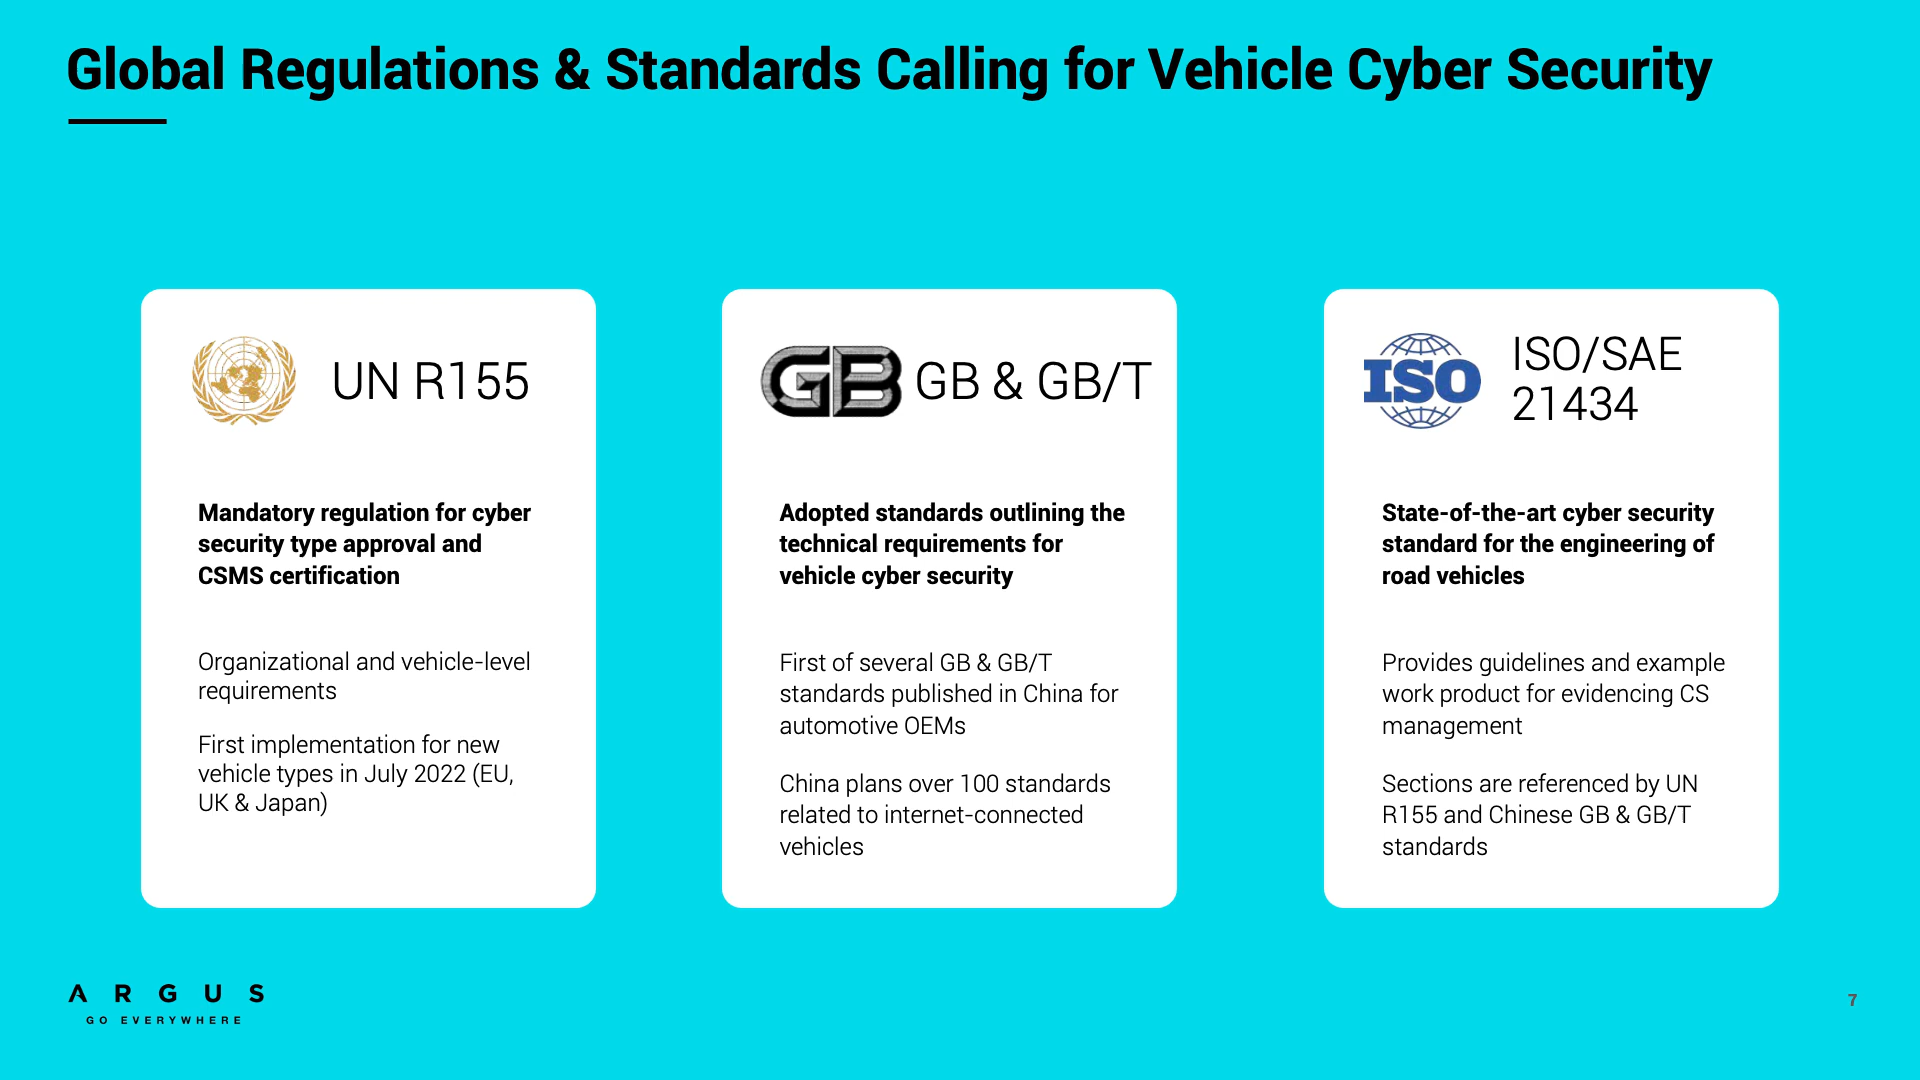 Global Regulations & Standards Calling for Vehicle Cyber Security
UN R155
Mandatory regulation for cyber
security type approval and
CSMS certification
Organizational and vehicle-level
requirements
First implementation for new
vehicle types in July 2022 (EU,
UK & Japan)
GB
GB & GB/T
Adopted standards outlining the
technical requirements for
vehicle cyber security
First of several GB & GB/T
standards published in China for
automotive OEMs
China plans over 100 standards
related to internet-connected
vehicles
ISO
ISO/SAE
21434
State-of-the-art cyber security
standard for the engineering of
road vehicles
Provides guidelines and example
work product for evidencing CS
management
Sections are referenced by UN
R155 and Chinese GB & GB/T
standards
ARGUS
GO EVERYWHERE
7